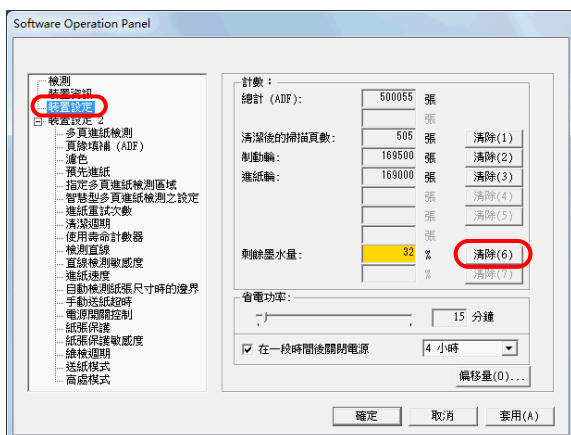 Software Operation Panel
檢測
裝置資訊
裝置設定
裝置設定 2
多頁進紙檢測
頁緣填補 (ADF)
濾色
預先進紙
指定多頁進紙檢測區域
智慧型多頁進紙檢測之設定
進紙重試次數
清潔週期
使用壽命計數器
檢測直線
直線檢測敏感度
進紙速度
自動檢測紙張尺寸時的邊界
手動送紙超時
電源開關控制
紙張保護
紙張保護敏感度
維檢週期
送紙模式
高處模式
計數：
總計 (ADF): 500055 張
張
清潔後的掃描頁數: 505 張 清除(1)
制動輪: 169500 張 清除(2)
進紙輪: 169000 張 清除(3)
張 清除(4)
張 清除(5)
張
剩餘墨水量: 32 % 清除(6)
% 清除(7)
省電功率:
15 分鐘
在一段時間後關閉電源 4 小時
偏移量(O)...
確定 取消 套用(A)